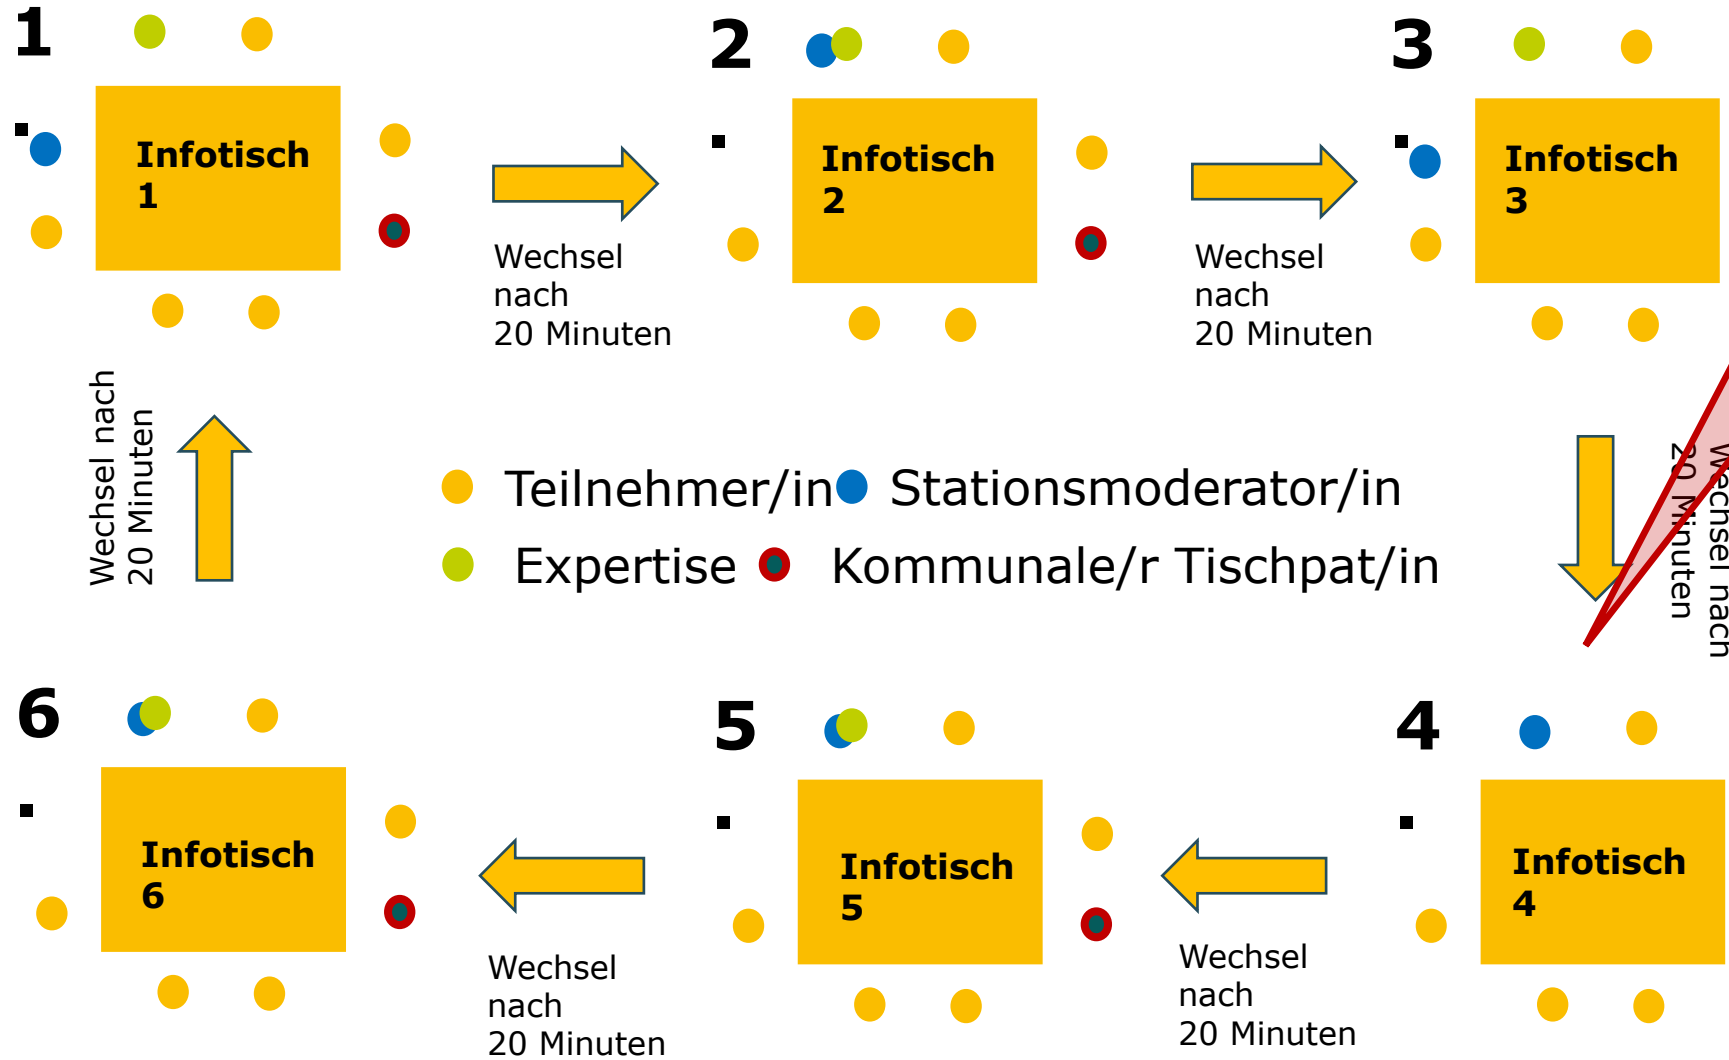 1
2
3
Infotisch
1
Infotisch
2
Infotisch
3
Wechsel
nach
20 Minuten
Wechsel
nach
20 Minuten
Wechsel nach
20 Minuten
Wechsel nach
20 Minuten
Teilnehmer/in
Stationsmoderator/in
Expertise
Kommunale/r Tischpat/in
6
5
4
Infotisch
6
Infotisch
5
Infotisch
4
Wechsel
nach
20 Minuten
Wechsel
nach
20 Minuten